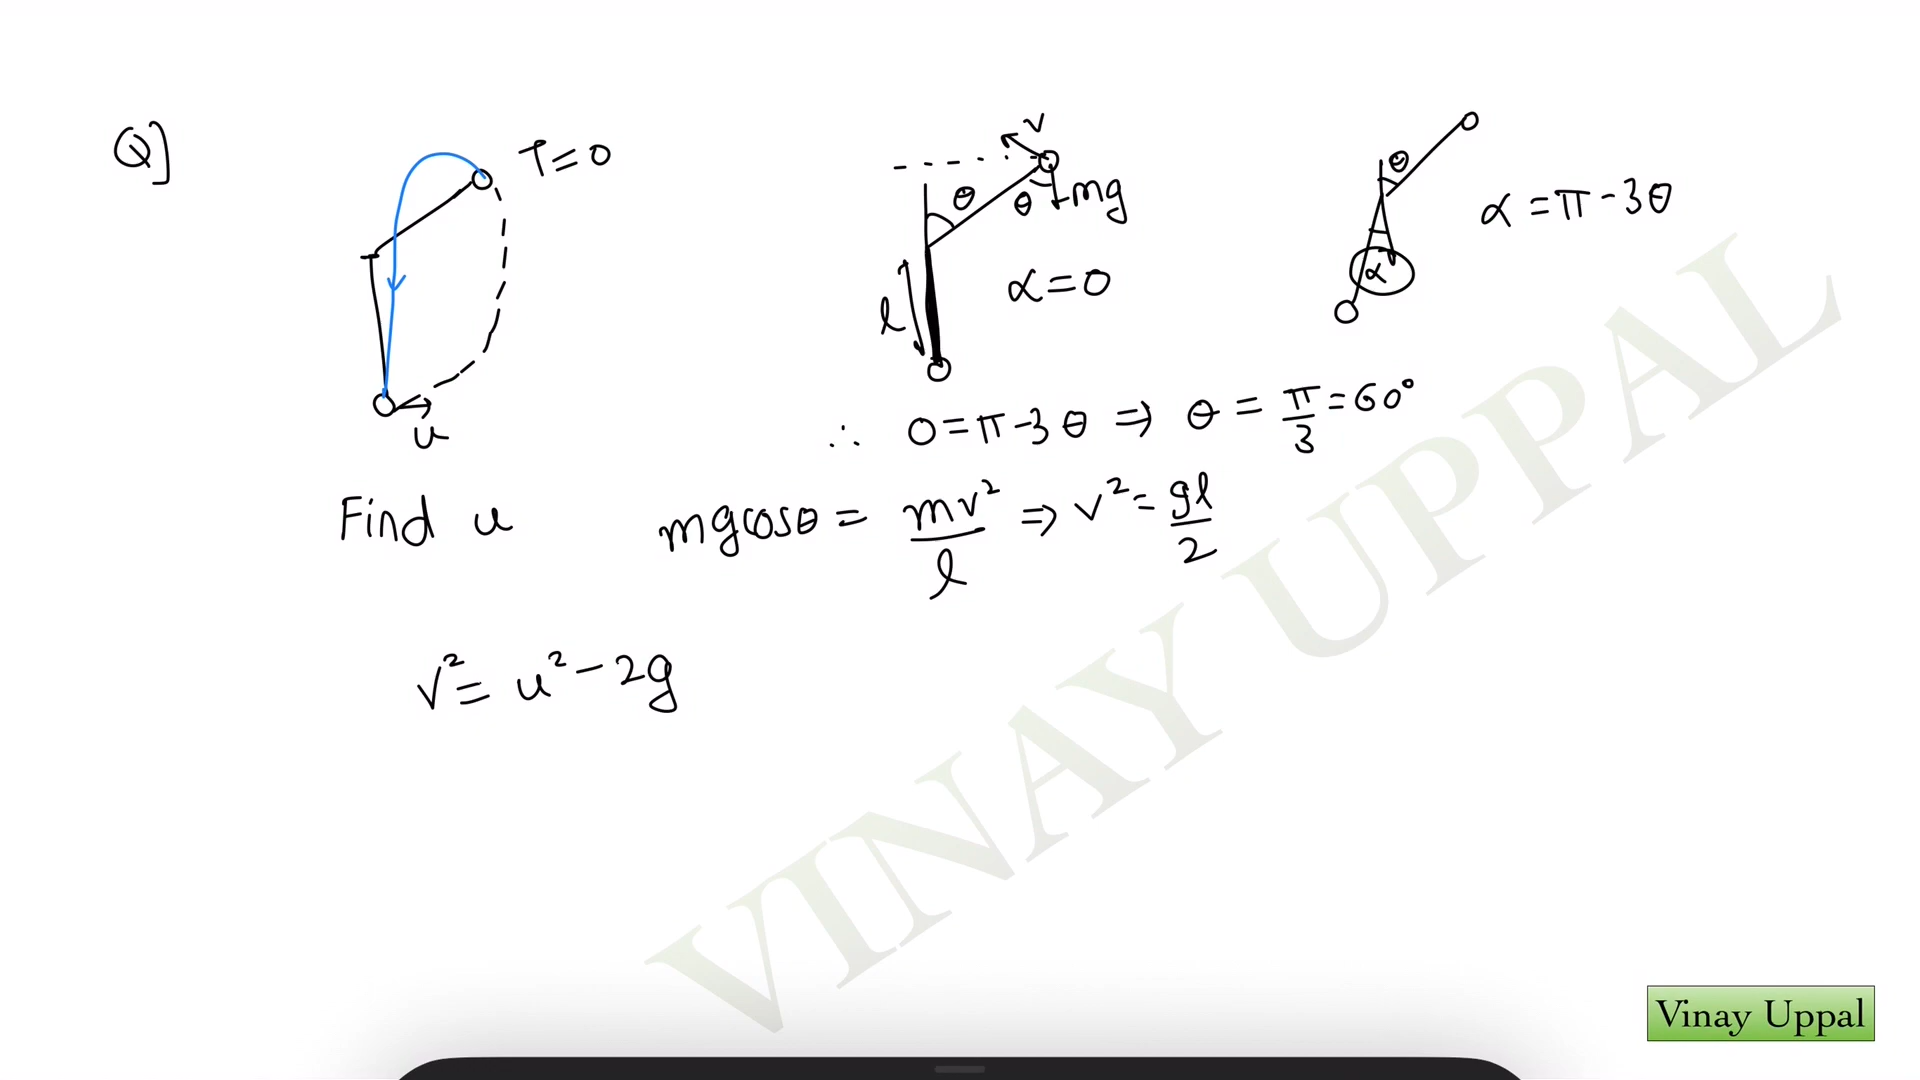 Q]
T = 0
u
v
θ
θ
mg
l
α = 0
θ
α
α = π - 3θ
∴ 0 = π - 3θ ⇒ θ = π/3 = 60°
Find u
mgcosθ = mv²/l ⇒ v² = gl/2
v² = u² - 2g
VINAY UPPAL
Vinay Uppal